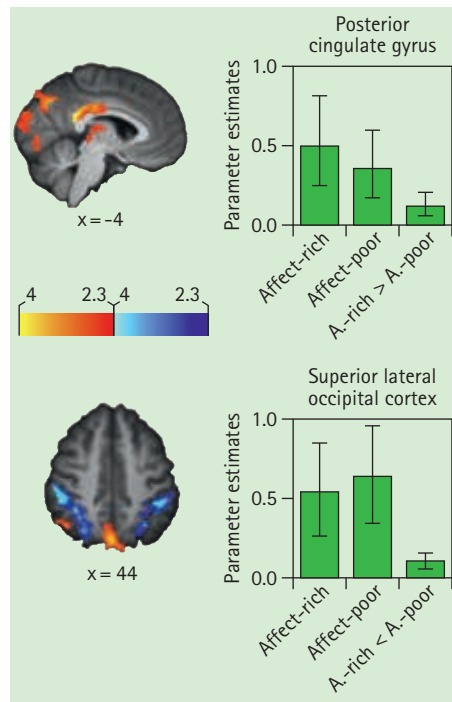 Posterior
cingulate gyrus
Parameter estimates
1.0
0.5
0.0
Affect-rich
Affect-poor
A.-rich > A.-poor
x = -4
4 2.3 4 2.3
Superior lateral
occipital cortex
Parameter estimates
1.0
0.5
0.0
Affect-rich
Affect-poor
A.-rich < A.-poor
x = 44